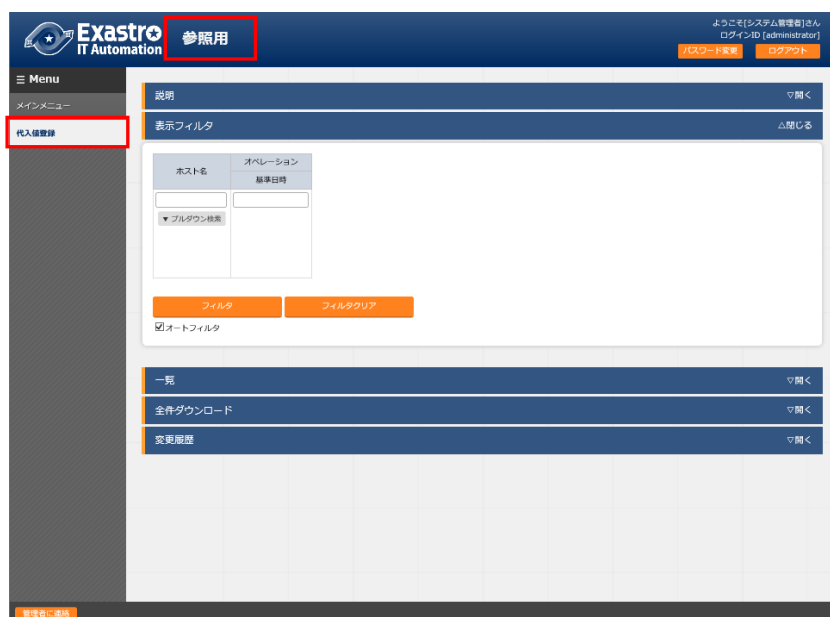 Exastro
IT Automation
参照用
ようこそ[システム管理者]さん
ログインID [administrator]
パスワード変更
ログアウト
☰ Menu
メインメニュー
代入値登録
説明
▽開く
表示フィルタ
△閉じる
ホスト名
オペレーション
基準日時
▼ プルダウン検索
フィルタ
フィルタクリア
オートフィルタ
一覧
▽開く
全件ダウンロード
▽開く
変更履歴
▽開く
管理者に連絡